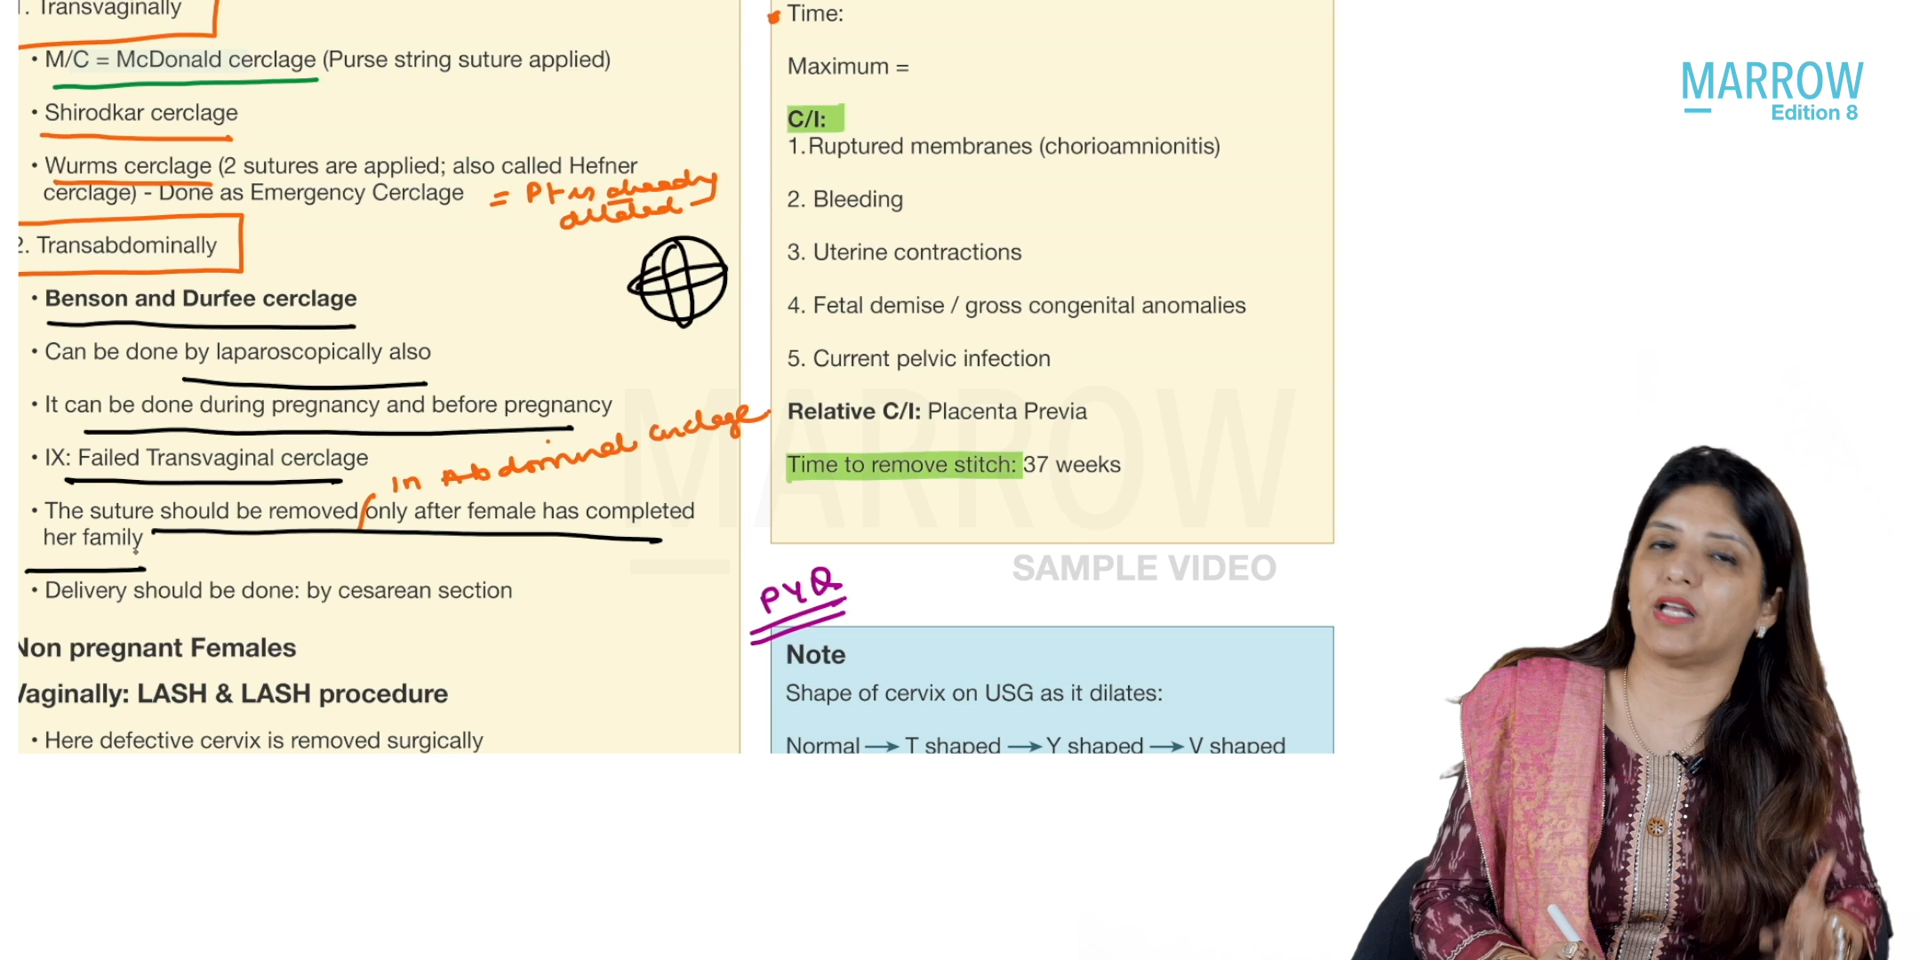 1. Transvaginally
• M/C = McDonald cerclage (Purse string suture applied)
• Shirodkar cerclage
• Wurms cerclage (2 sutures are applied; also called Hefner
cerclage) - Done as Emergency Cerclage
= Pt is already
dilated
2. Transabdominally
• Benson and Durfee cerclage
• Can be done by laparoscopically also
• It can be done during pregnancy and before pregnancy
• IX: Failed Transvaginal cerclage
in Abdominal cerclage
• The suture should be removed only after female has completed
her family
• Delivery should be done: by cesarean section
Non pregnant Females
Vaginally: LASH & LASH procedure
• Here defective cervix is removed surgically
Time:
Maximum =
C/I:
1.Ruptured membranes (chorioamnionitis)
2. Bleeding
3. Uterine contractions
4. Fetal demise / gross congenital anomalies
5. Current pelvic infection
Relative C/I: Placenta Previa
Time to remove stitch: 37 weeks
MARROW
SAMPLE VIDEO
PYQ
Note
Shape of cervix on USG as it dilates:
Normal → T shaped → Y shaped → V shaped
MARROW
Edition 8